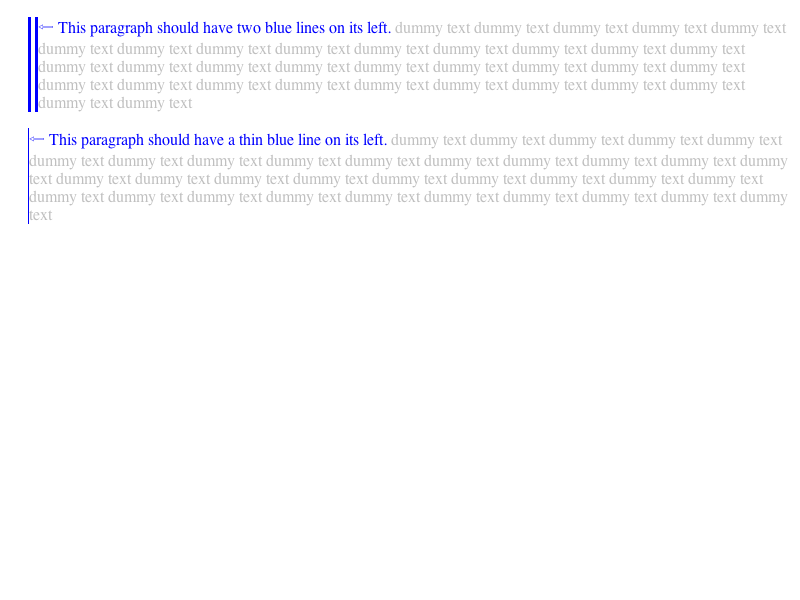 ⇦ This paragraph should have two blue lines on its left. dummy text dummy text dummy text dummy text dummy text
dummy text dummy text dummy text dummy text dummy text dummy text dummy text dummy text dummy text
dummy text dummy text dummy text dummy text dummy text dummy text dummy text dummy text dummy text
dummy text dummy text dummy text dummy text dummy text dummy text dummy text dummy text dummy text
dummy text dummy text
⇦ This paragraph should have a thin blue line on its left. dummy text dummy text dummy text dummy text dummy text
dummy text dummy text dummy text dummy text dummy text dummy text dummy text dummy text dummy text dummy
text dummy text dummy text dummy text dummy text dummy text dummy text dummy text dummy text dummy text
dummy text dummy text dummy text dummy text dummy text dummy text dummy text dummy text dummy text dummy
text